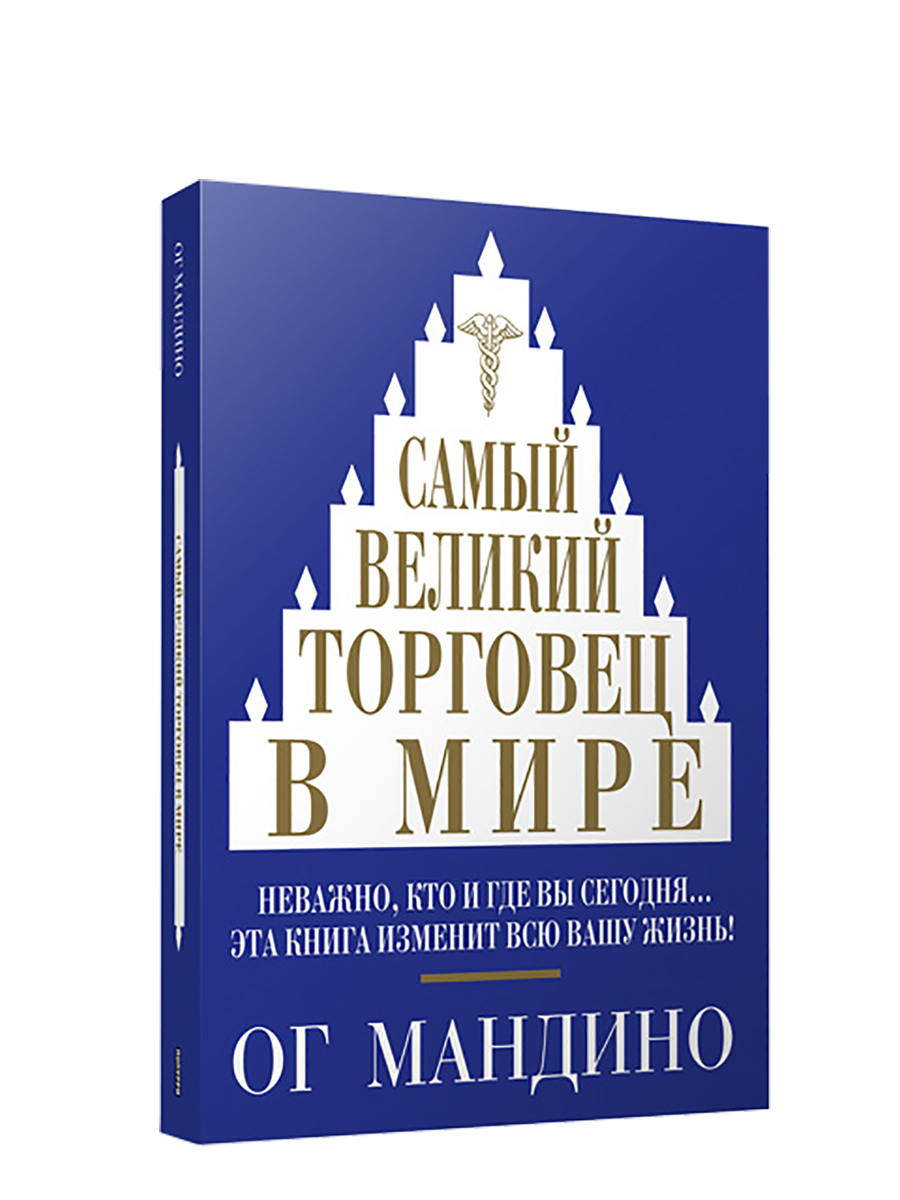 ОГ МАНДИНО
САМЫЙ ВЕЛИКИЙ ТОРГОВЕЦ В МИРЕ
Попурри
САМЫЙ
ВЕЛИКИЙ
ТОРГОВЕЦ
В МИРЕ
НЕВАЖНО, КТО И ГДЕ ВЫ СЕГОДНЯ...
ЭТА КНИГА ИЗМЕНИТ ВСЮ ВАШУ ЖИЗНЬ!
ОГ МАНДИНО